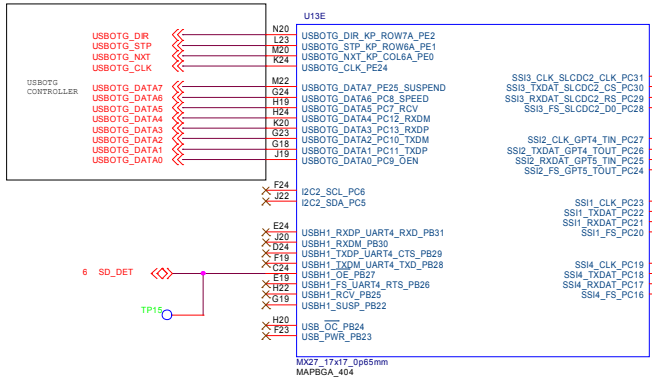 U13E
USBOTG_DIR N20 USBOTG_DIR_KP_ROW7A_PE2
USBOTG_STP L23 USBOTG_STP_KP_ROW6A_PE1
USBOTG_NXT M20 USBOTG_NXT_KP_COL6A_PE0
USBOTG_CLK K24 USBOTG_CLK_PE24
USBOTG
CONTROLLER
USBOTG_DATA7 M22 USBOTG_DATA7_PE25_SUSPEND
USBOTG_DATA6 G24 USBOTG_DATA6_PC8_SPEED
USBOTG_DATA5 H19 USBOTG_DATA5_PC7_RCV
USBOTG_DATA4 H24 USBOTG_DATA4_PC12_RXDM
USBOTG_DATA3 K20 USBOTG_DATA3_PC13_RXDP
USBOTG_DATA2 G23 USBOTG_DATA2_PC10_TXDM
USBOTG_DATA1 G18 USBOTG_DATA1_PC11_TXDP
USBOTG_DATA0 J19 USBOTG_DATA0_PC9_OEN
F24 I2C2_SCL_PC6
J22 I2C2_SDA_PC5
E24 USBH1_RXDP_UART4_RXD_PB31
J20 USBH1_RXDM_PB30
D24 USBH1_TXDP_UART4_CTS_PB29
F19 USBH1_TXDM_UART4_TXD_PB28
6 SD_DET C24 USBH1_OE_PB27
E19 USBH1_FS_UART4_RTS_PB26
H22 USBH1_RCV_PB25
G19 USBH1_SUSP_PB22
TP15
H20 USB_OC_PB24
F23 USB_PWR_PB23
SSI3_CLK_SLCDC2_CLK_PC31
SSI3_TXDAT_SLCDC2_CS_PC30
SSI3_RXDAT_SLCDC2_RS_PC29
SSI3_FS_SLCDC2_D0_PC28
SSI2_CLK_GPT4_TIN_PC27
SSI2_TXDAT_GPT4_TOUT_PC26
SSI2_RXDAT_GPT5_TIN_PC25
SSI2_FS_GPT5_TOUT_PC24
SSI1_CLK_PC23
SSI1_TXDAT_PC22
SSI1_RXDAT_PC21
SSI1_FS_PC20
SSI4_CLK_PC19
SSI4_TXDAT_PC18
SSI4_RXDAT_PC17
SSI4_FS_PC16
MX27_17x17_0p65mm
MAPBGA_404